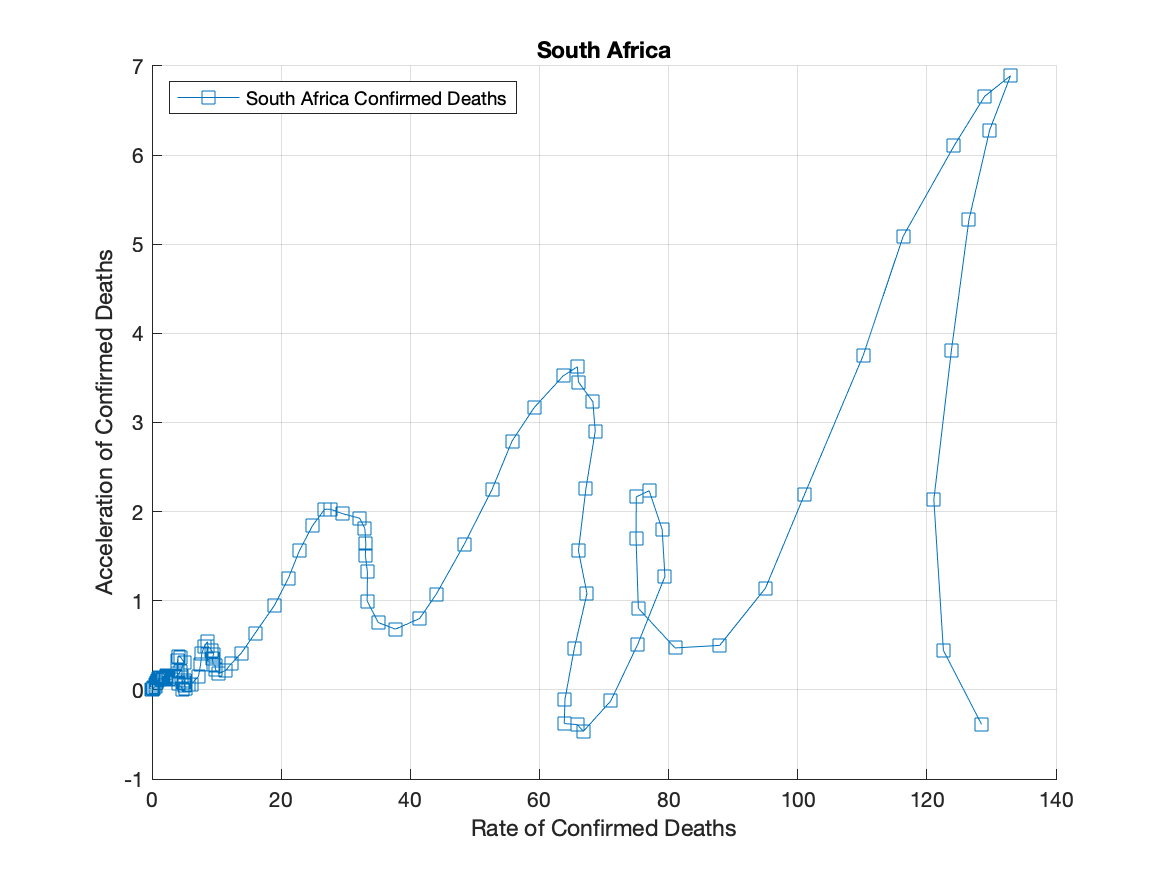 South Africa
South Africa Confirmed Deaths
7
6
5
4
3
2
1
0
-1
Acceleration of Confirmed Deaths
0 20 40 60 80 100 120 140
Rate of Confirmed Deaths